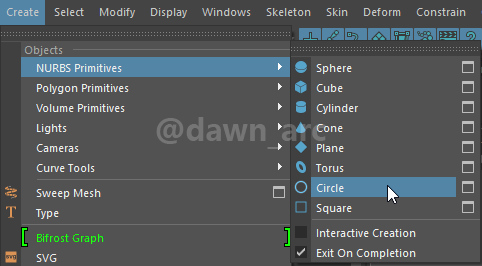 Create Select Modify Display Windows Skeleton Skin Deform Constrain
Objects
NURBS Primitives
Polygon Primitives
Volume Primitives
Lights
Cameras
Curve Tools
Sweep Mesh
T Type
[ Bifrost Graph ]
SVG SVG
Sphere
Cube
Cylinder
Cone
Plane
Torus
Circle
Square
Interactive Creation
Exit On Completion
@dawn_arc